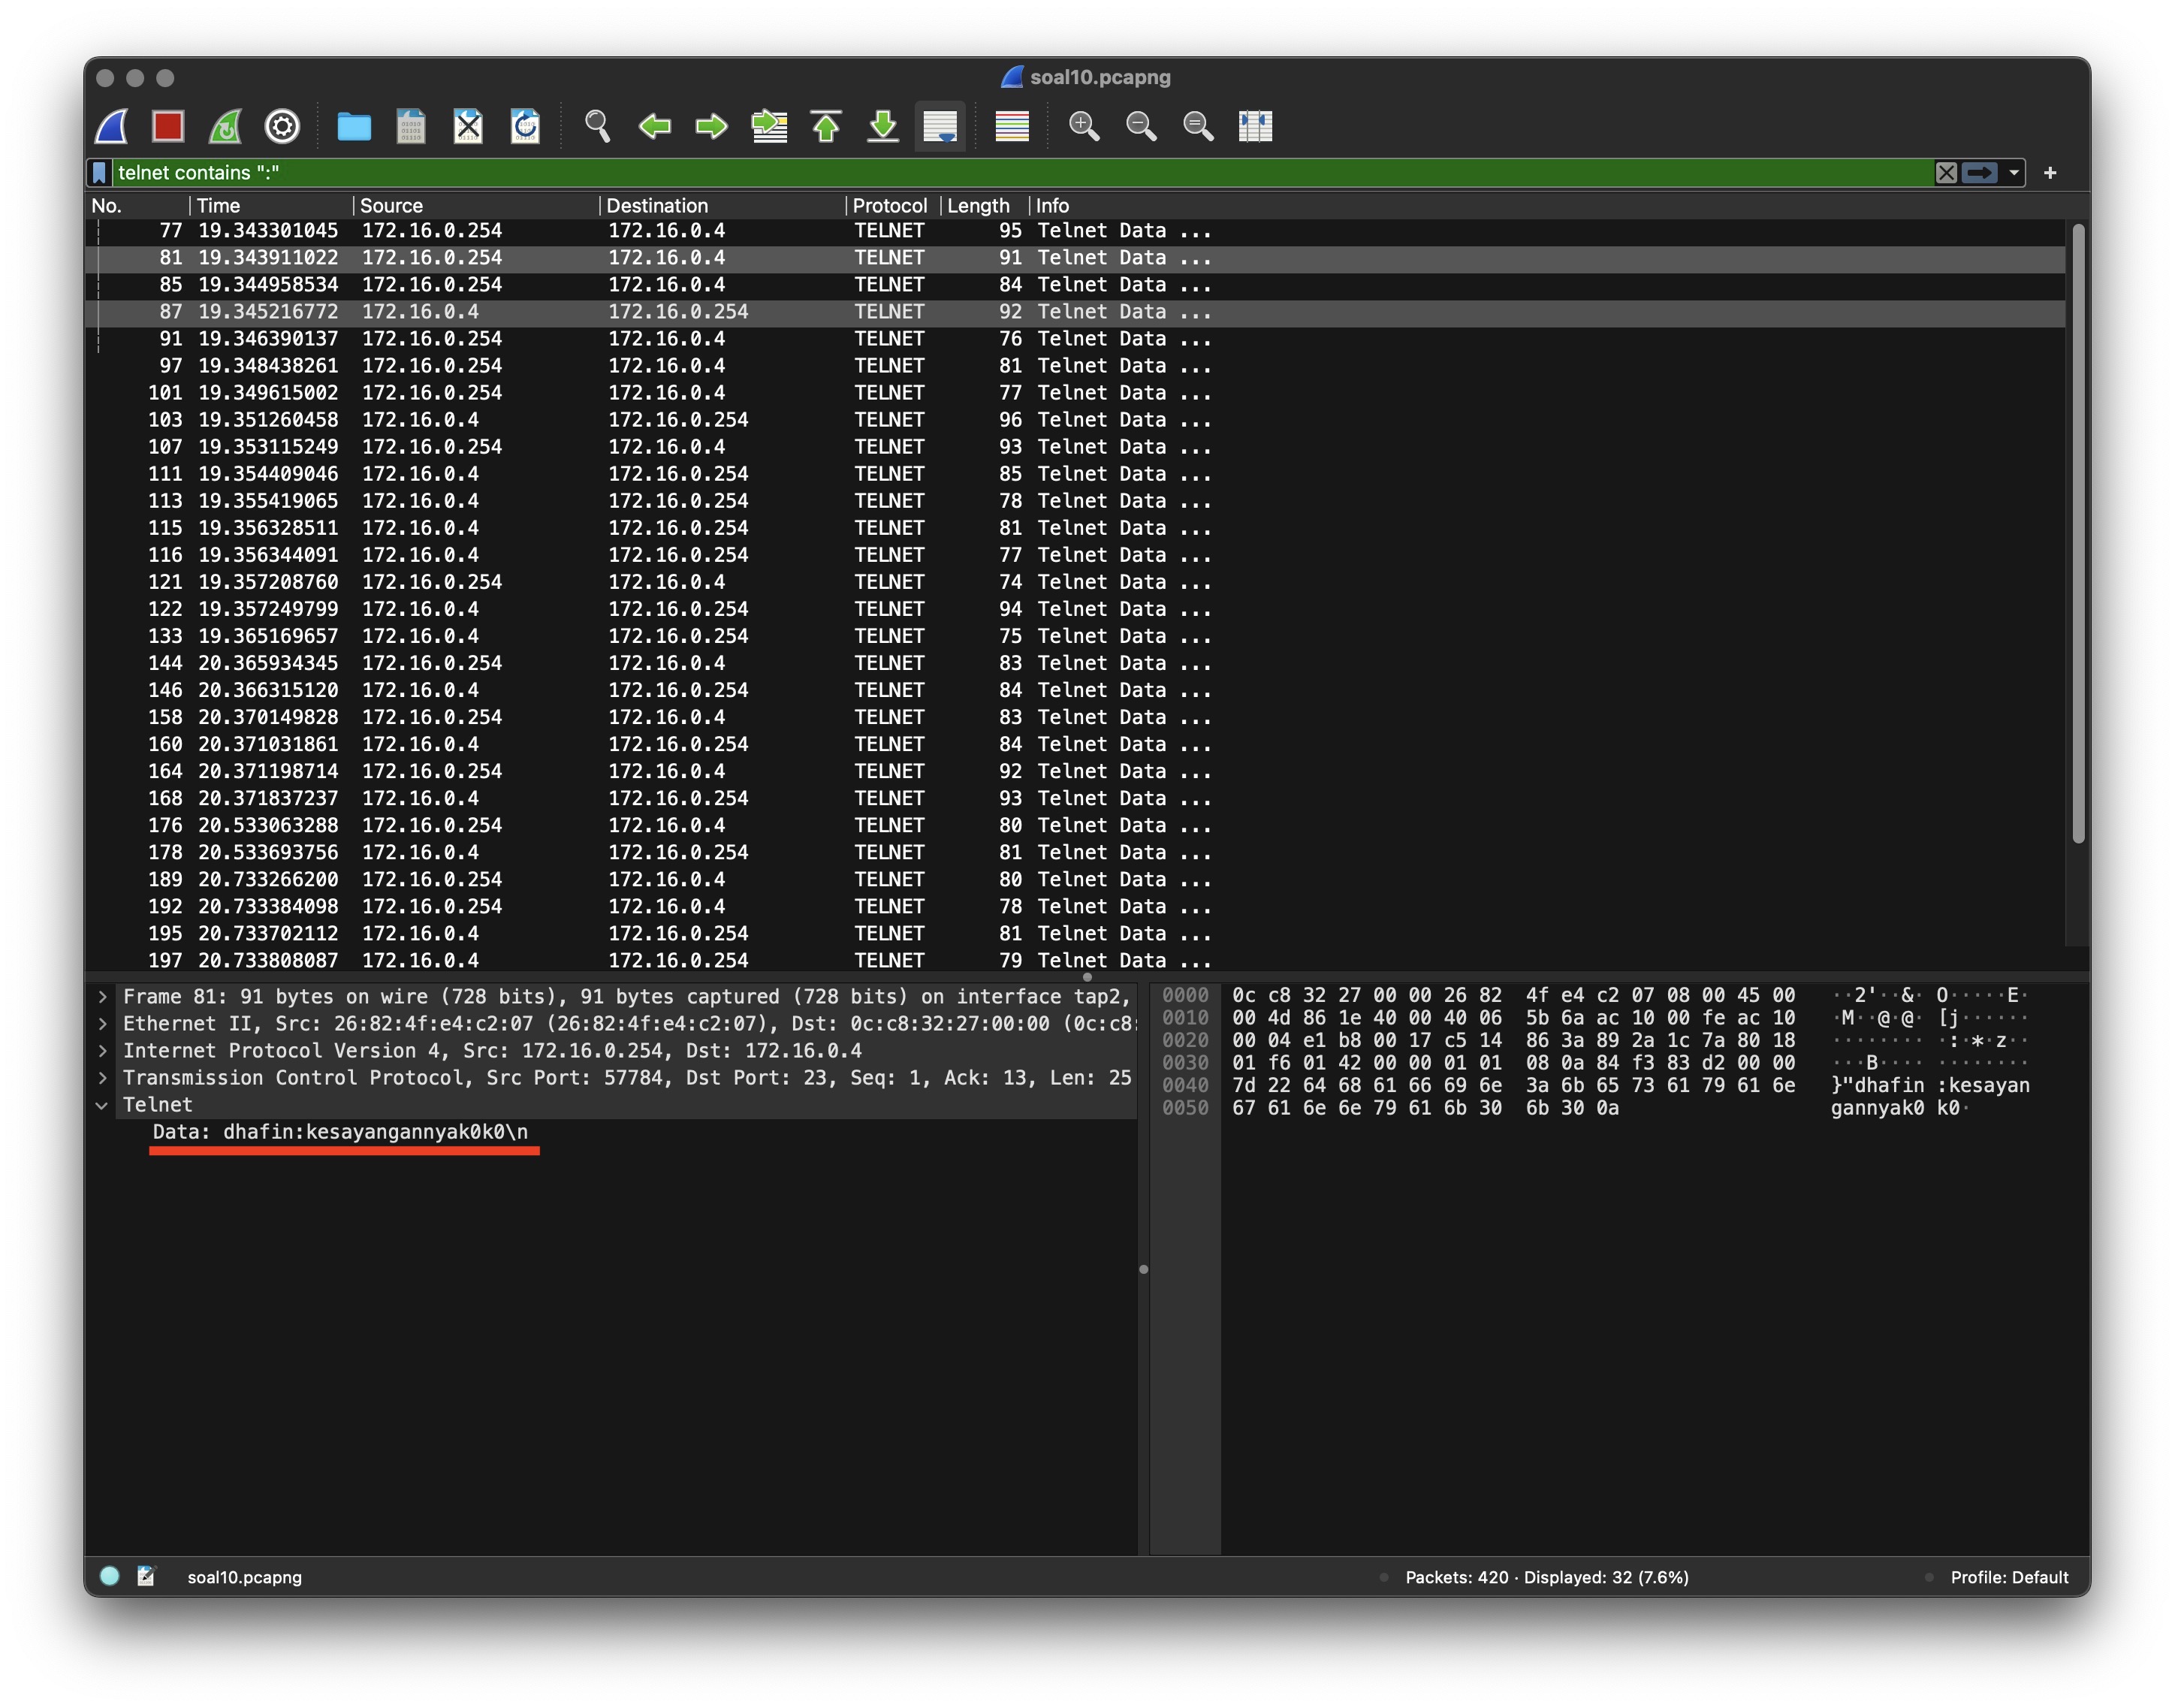 soal10.pcapng
telnet contains ":"
No. Time Source Destination Protocol Length Info
77 19.343301045 172.16.0.254 172.16.0.4 TELNET 95 Telnet Data ...
81 19.343911022 172.16.0.254 172.16.0.4 TELNET 91 Telnet Data ...
85 19.344958534 172.16.0.254 172.16.0.4 TELNET 84 Telnet Data ...
87 19.345216772 172.16.0.4 172.16.0.254 TELNET 92 Telnet Data ...
91 19.346390137 172.16.0.254 172.16.0.4 TELNET 76 Telnet Data ...
97 19.348438261 172.16.0.254 172.16.0.4 TELNET 81 Telnet Data ...
101 19.349615002 172.16.0.254 172.16.0.4 TELNET 77 Telnet Data ...
103 19.351260458 172.16.0.4 172.16.0.254 TELNET 96 Telnet Data ...
107 19.353115249 172.16.0.254 172.16.0.4 TELNET 93 Telnet Data ...
111 19.354409046 172.16.0.4 172.16.0.254 TELNET 85 Telnet Data ...
113 19.355419065 172.16.0.4 172.16.0.254 TELNET 78 Telnet Data ...
115 19.356328511 172.16.0.4 172.16.0.254 TELNET 81 Telnet Data ...
116 19.356344091 172.16.0.4 172.16.0.254 TELNET 77 Telnet Data ...
121 19.357208760 172.16.0.254 172.16.0.4 TELNET 74 Telnet Data ...
122 19.357249799 172.16.0.4 172.16.0.254 TELNET 94 Telnet Data ...
133 19.365169657 172.16.0.4 172.16.0.254 TELNET 75 Telnet Data ...
144 20.365934345 172.16.0.254 172.16.0.4 TELNET 83 Telnet Data ...
146 20.366315120 172.16.0.4 172.16.0.254 TELNET 84 Telnet Data ...
158 20.370149828 172.16.0.254 172.16.0.4 TELNET 83 Telnet Data ...
160 20.371031861 172.16.0.4 172.16.0.254 TELNET 84 Telnet Data ...
164 20.371198714 172.16.0.254 172.16.0.4 TELNET 92 Telnet Data ...
168 20.371837237 172.16.0.4 172.16.0.254 TELNET 93 Telnet Data ...
176 20.533063288 172.16.0.254 172.16.0.4 TELNET 80 Telnet Data ...
178 20.533693756 172.16.0.4 172.16.0.254 TELNET 81 Telnet Data ...
189 20.733266200 172.16.0.254 172.16.0.4 TELNET 80 Telnet Data ...
192 20.733384098 172.16.0.254 172.16.0.4 TELNET 78 Telnet Data ...
195 20.733702112 172.16.0.4 172.16.0.254 TELNET 81 Telnet Data ...
197 20.733808087 172.16.0.4 172.16.0.254 TELNET 79 Telnet Data ...
Frame 81: 91 bytes on wire (728 bits), 91 bytes captured (728 bits) on interface tap2,
Ethernet II, Src: 26:82:4f:e4:c2:07 (26:82:4f:e4:c2:07), Dst: 0c:c8:32:27:00:00 (0c:c8:
Internet Protocol Version 4, Src: 172.16.0.254, Dst: 172.16.0.4
Transmission Control Protocol, Src Port: 57784, Dst Port: 23, Seq: 1, Ack: 13, Len: 25
Telnet
Data: dhafin:kesayangannyak0k0\n
0000 0c c8 32 27 00 00 26 82 4f e4 c2 07 08 00 45 00 ··2'··&· O·····E·
0010 00 4d 86 1e 40 00 40 06 5b 6a ac 10 00 fe ac 10 ·M··@·@· [j······
0020 00 04 e1 b8 00 17 c5 14 86 3a 89 2a 1c 7a 80 18 ········ ·:·*·z··
0030 01 f6 01 42 00 00 01 01 08 0a 84 f3 83 d2 00 00 ···B···· ········
0040 7d 22 64 68 61 66 69 6e 3a 6b 65 73 61 79 61 6e }"dhafin :kesayan
0050 67 61 6e 6e 79 61 6b 30 6b 30 0a gannyak0 k0·
soal10.pcapng
Packets: 420 · Displayed: 32 (7.6%)
Profile: Default